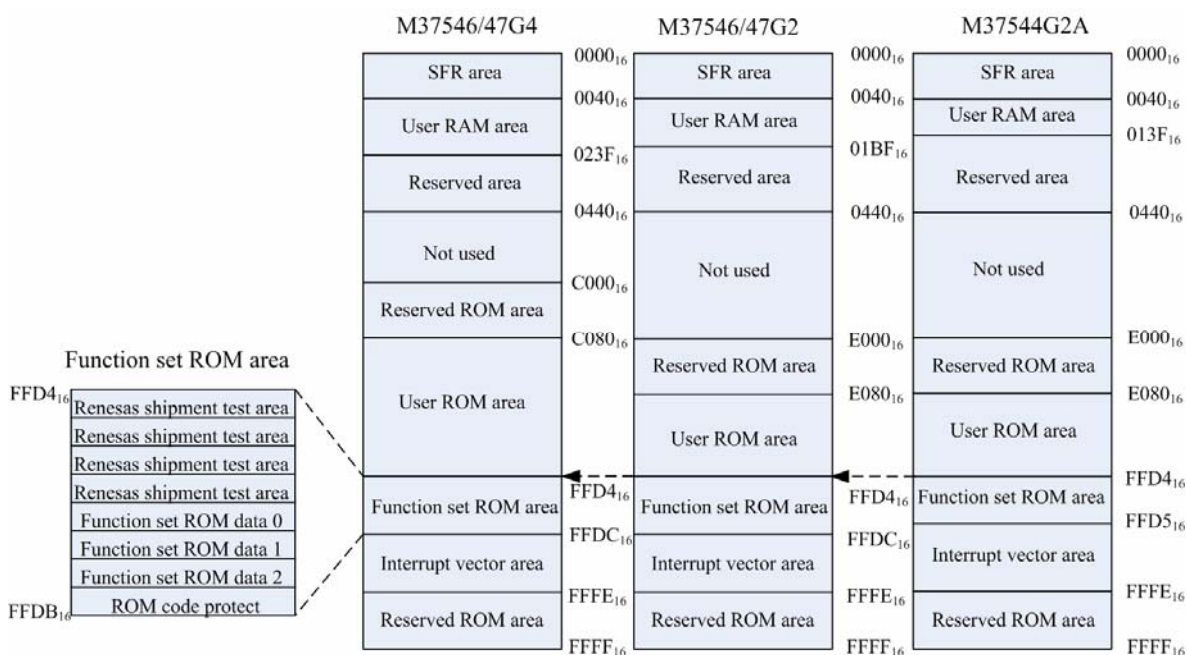 M37546/47G4
0000₁₆
SFR area
0040₁₆
User RAM area
023F₁₆
Reserved area
0440₁₆
Not used
C000₁₆
Reserved ROM area
C080₁₆
User ROM area
FFD4₁₆
Function set ROM area
FFDC₁₆
Interrupt vector area
FFFE₁₆
Reserved ROM area
FFFF₁₆
M37546/47G2
0000₁₆
SFR area
0040₁₆
User RAM area
01BF₁₆
Reserved area
0440₁₆
Not used
E000₁₆
Reserved ROM area
E080₁₆
User ROM area
FFD4₁₆
Function set ROM area
FFDC₁₆
Interrupt vector area
FFFE₁₆
Reserved ROM area
FFFF₁₆
M37544G2A
0000₁₆
SFR area
0040₁₆
User RAM area
013F₁₆
Reserved area
0440₁₆
Not used
E000₁₆
Reserved ROM area
E080₁₆
User ROM area
FFD4₁₆
Function set ROM area
FFD5₁₆
Interrupt vector area
FFFE₁₆
Reserved ROM area
FFFF₁₆
Function set ROM area
FFD4₁₆
Renesas shipment test area
Renesas shipment test area
Renesas shipment test area
Renesas shipment test area
Function set ROM data 0
Function set ROM data 1
Function set ROM data 2
ROM code protect
FFDB₁₆